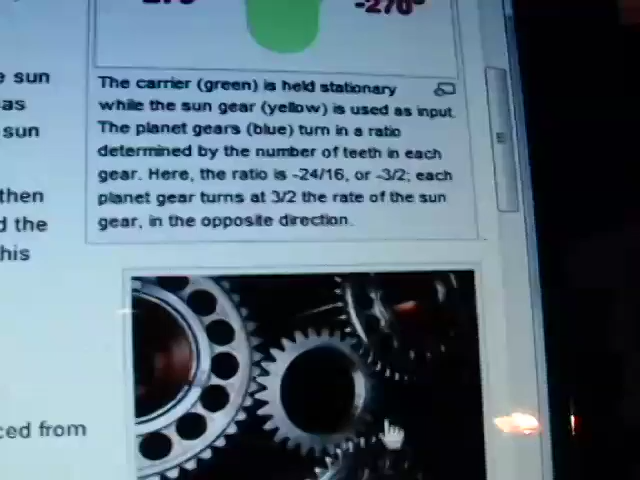 -270°
The carrier (green) is held stationary
while the sun gear (yellow) is used as input.
The planet gears (blue) turn in a ratio
determined by the number of teeth in each
gear. Here, the ratio is -24/16, or -3/2; each
planet gear turns at 3/2 the rate of the sun
gear, in the opposite direction.
sun
as
sun
then
the
from